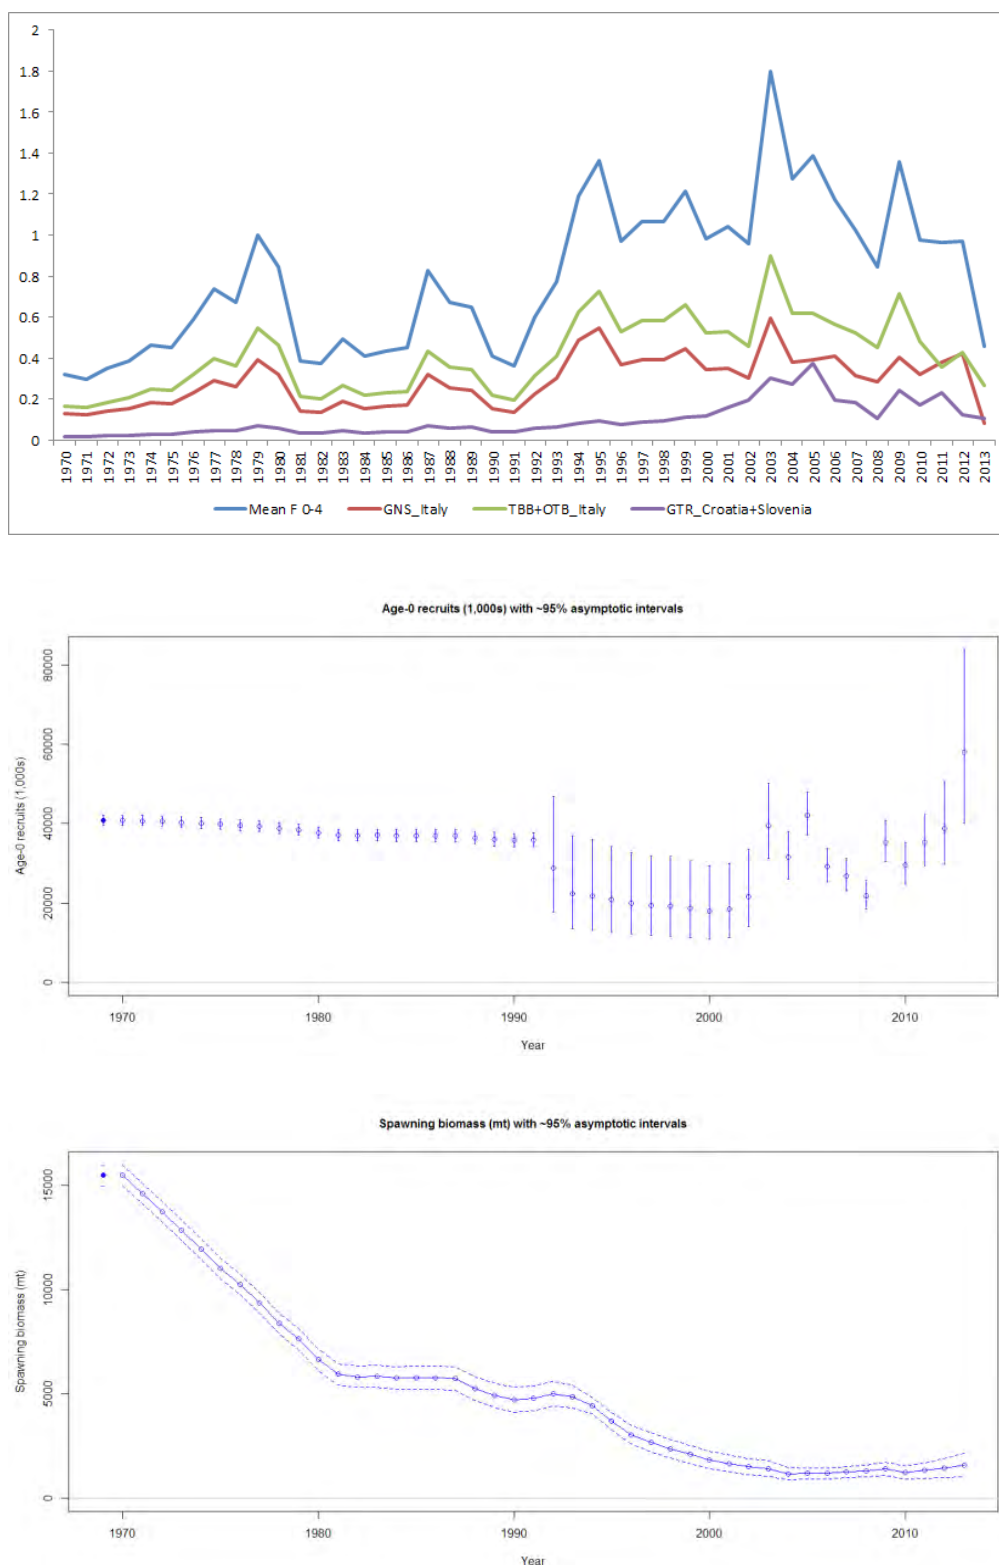 2
1.8
1.6
1.4
1.2
1
0.8
0.6
0.4
0.2
0
1970 1971 1972 1973 1974 1975 1976 1977 1978 1979 1980 1981 1982 1983 1984 1985 1986 1987 1988 1989 1990 1991 1992 1993 1994 1995 1996 1997 1998 1999 2000 2001 2002 2003 2004 2005 2006 2007 2008 2009 2010 2011 2012 2013
Mean F 0-4 GNS_Italy TBB+OTB_Italy GTR_Croatia+Slovenia
Age-0 recruits (1,000s) with ~95% asymptotic intervals
Age-0 recruits (1,000s)
80000
60000
40000
20000
0
1970 1980 1990 2000 2010
Year
Spawning biomass (mt) with ~95% asymptotic intervals
Spawning biomass (mt)
15000
10000
5000
0
1970 1980 1990 2000 2010
Year